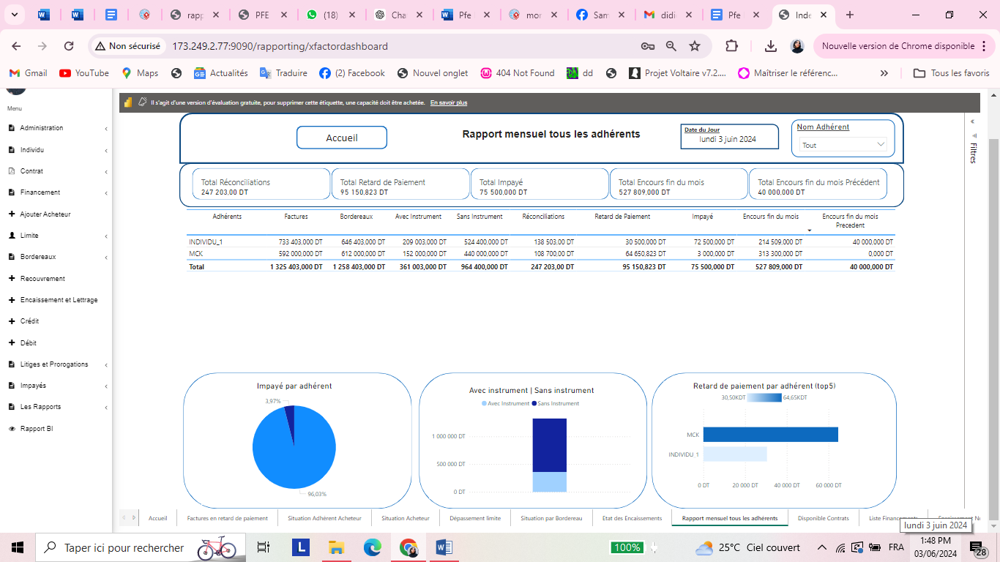 rapp
PFE
(18)
Cha
Pfe
mor
Sam
didi
Pfe
Inde
Non sécurisé
173.249.2.77:9090/rapporting/xfactordashboard
Nouvelle version de Chrome disponible
Gmail
YouTube
Maps
Actualités
Traduire
(2) Facebook
Nouvel onglet
404 Not Found
dd
Projet Voltaire v7.2....
Maîtriser le référenc...
Tous les favoris
Menu
Administration
Individu
Contrat
Financement
Ajouter Acheteur
Limite
Bordereaux
Recouvrement
Encaissement et Lettrage
Crédit
Débit
Litiges et Prorogations
Impayés
Les Rapports
Rapport BI
Il s'agit d'une version d'évaluation gratuite, pour supprimer cette étiquette, une capacité doit être achetée. En savoir plus
Filtres
Accueil
Rapport mensuel tous les adhérents
Date du Jour
lundi 3 juin 2024
Nom Adhérent
Tout
Total Réconciliations
247 203,00 DT
Total Retard de Paiement
95 150,823 DT
Total Impayé
75 500,000 DT
Total Encours fin du mois
527 809,000 DT
Total Encours fin du mois Précédent
40 000,000 DT
Adhérents Factures Bordereaux Avec Instrument Sans Instrument Réconciliations Retard de Paiement Impayé Encours fin du mois Encours fin du mois
Precedent
INDIVIDU_1 733 403,000 DT 646 403,000 DT 209 003,000 DT 524 400,000 DT 138 503,00 DT 30 500,000 DT 72 500,000 DT 214 509,000 DT 40 000,000 DT
MCK 592 000,000 DT 612 000,000 DT 152 000,000 DT 440 000,000 DT 108 700,00 DT 64 650,823 DT 3 000,000 DT 313 300,000 DT 0,000 DT
Total 1 325 403,000 DT 1 258 403,000 DT 361 003,000 DT 964 400,000 DT 247 203,00 DT 95 150,823 DT 75 500,000 DT 527 809,000 DT 40 000,000 DT
Impayé par adhérent
3,97%
96,03%
Avec instrument | Sans instrument
Avec Instrument Sans Instrument
1 000 000 DT
500 000 DT
0 DT
Retard de paiement par adhérent (top5)
30,50KDT 64,65KDT
MCK
INDIVIDU_1
0 DT 20 000 DT 40 000 DT 60 000 DT
Accueil
Factures en retard de paiement
Situation Adhérent Acheteur
Situation Acheteur
Dépassement limite
Situation par Bordereau
Etat des Encaissements
Rapport mensuel tous les adhérents
Disponible Contrats
Liste Financements
lundi 3 juin 2024
Taper ici pour rechercher
L
100%
25°C Ciel couvert
FRA
1:48 PM
03/06/2024
28